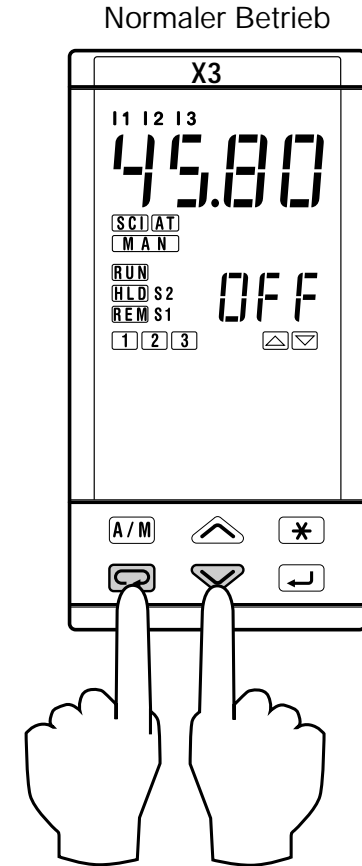 Normaler Betrieb
X3
I1 I2 I3
45.80
SCI AT
MAN
RUN
HLD S2
OFF
REM S1
1 2 3
A/M